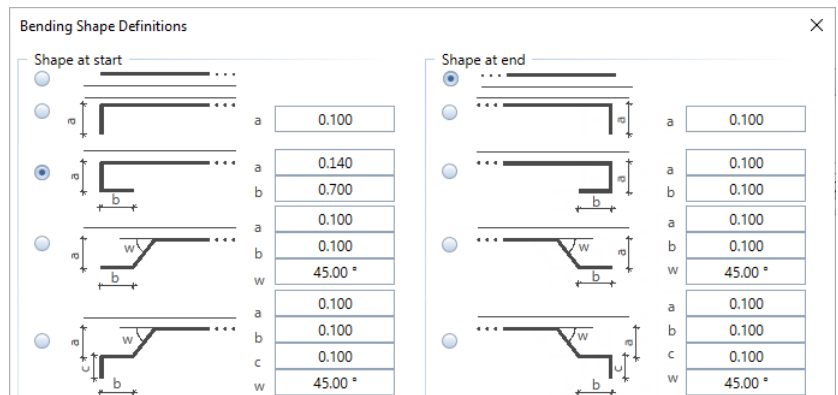 Bending Shape Definitions
Shape at start
a
a 0.100
a
b
a 0.140
b 0.700
a
w
b
a 0.100
b 0.100
w 45.00 °
a
w
c
b
a 0.100
b 0.100
c 0.100
w 45.00 °
Shape at end
a
a 0.100
a
b
a 0.100
b 0.100
w
a
b
a 0.100
b 0.100
w 45.00 °
w
a
c
b
a 0.100
b 0.100
c 0.100
w 45.00 °